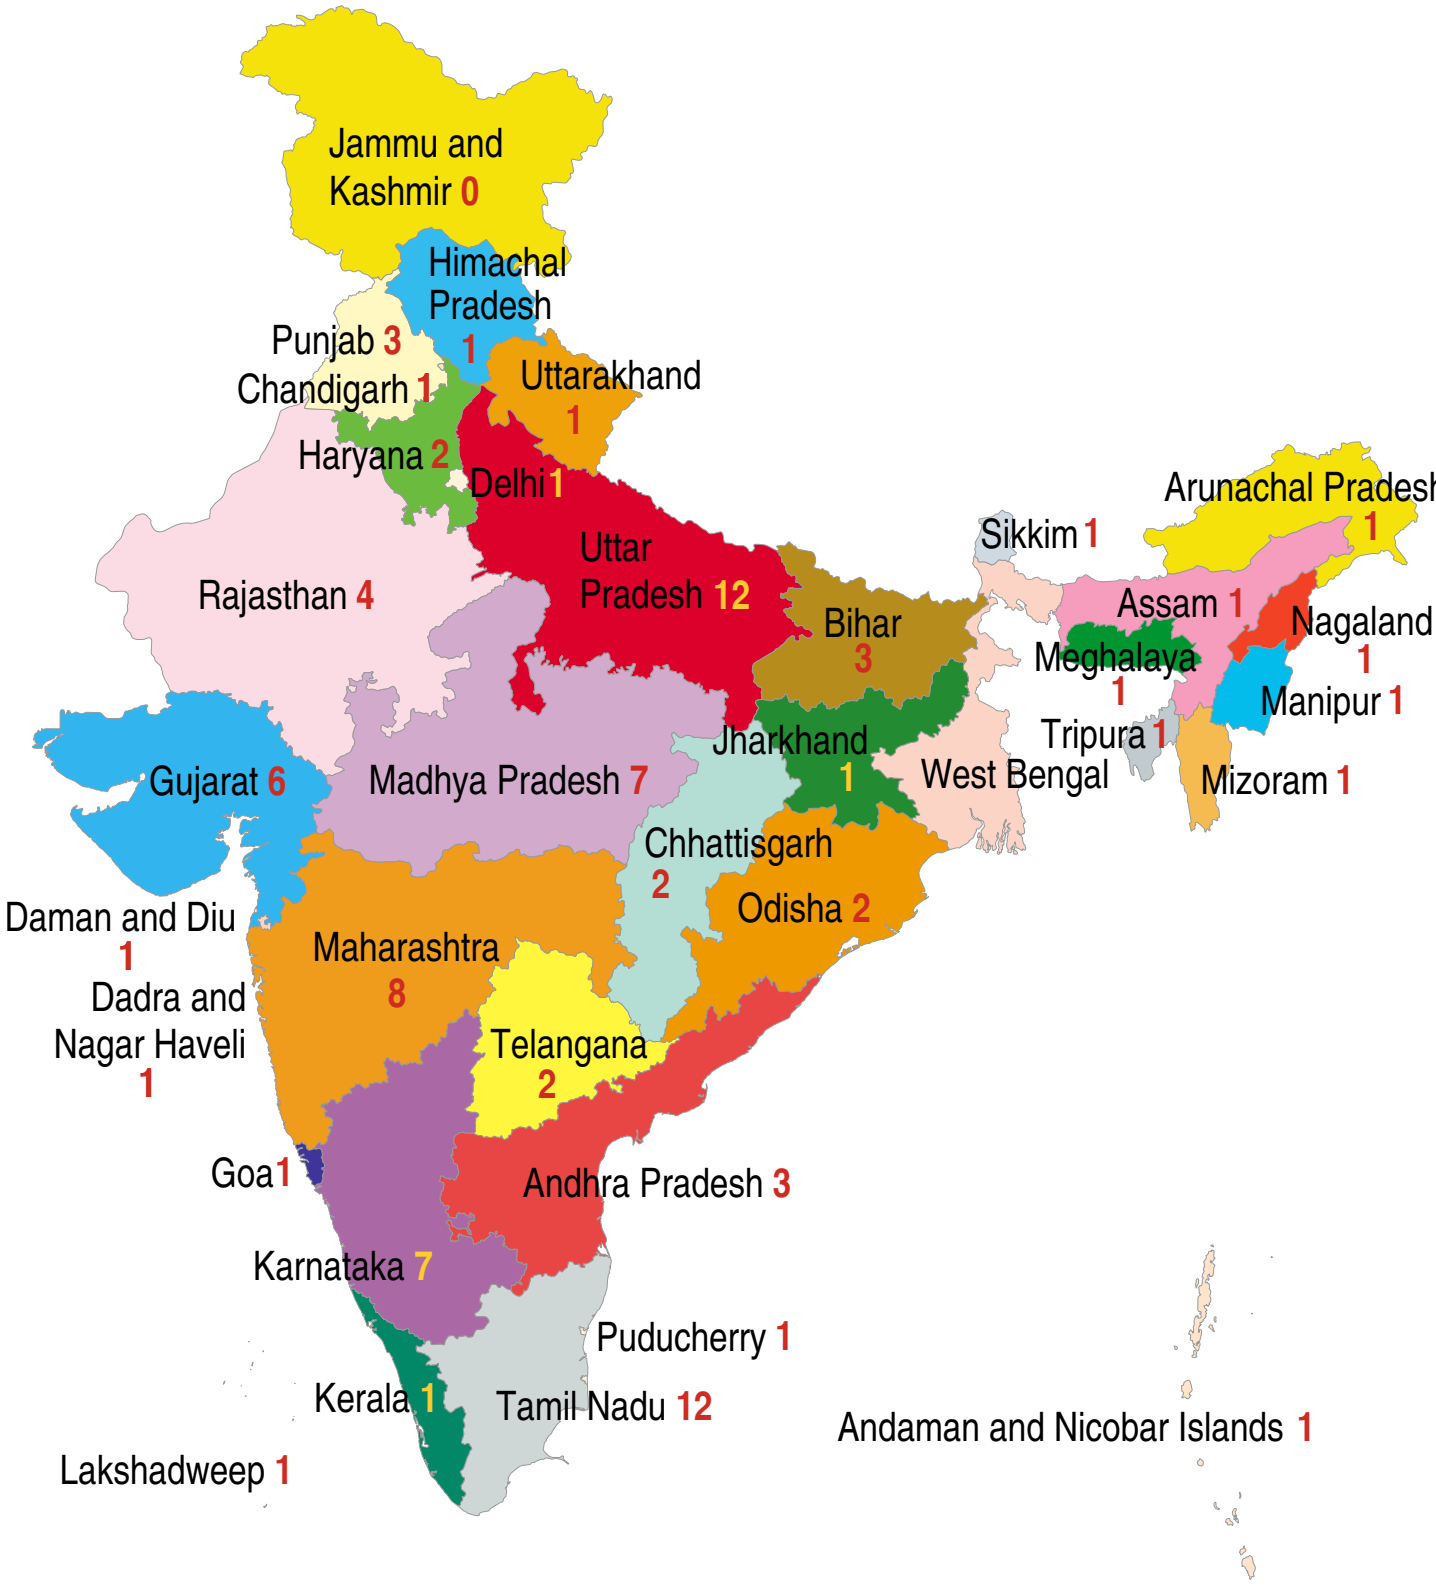 Jammu and
Kashmir 0
Himachal
Pradesh
1
Punjab 3
Chandigarh 1
Uttarakhand
1
Haryana 2
Delhi 1
Arunachal Pradesh
1
Sikkim 1
Uttar
Pradesh 12
Rajasthan 4
Assam 1
Bihar
3
Nagaland
1
Meghalaya
1
Manipur 1
Tripura 1
Jharkhand
1
West Bengal
Mizoram 1
Gujarat 6
Madhya Pradesh 7
Chhattisgarh
2
Odisha 2
Daman and Diu
1
Maharashtra
8
Dadra and
Nagar Haveli
1
Telangana
2
Goa 1
Andhra Pradesh 3
Karnataka 7
Puducherry 1
Kerala 1
Tamil Nadu 12
Andaman and Nicobar Islands 1
Lakshadweep 1